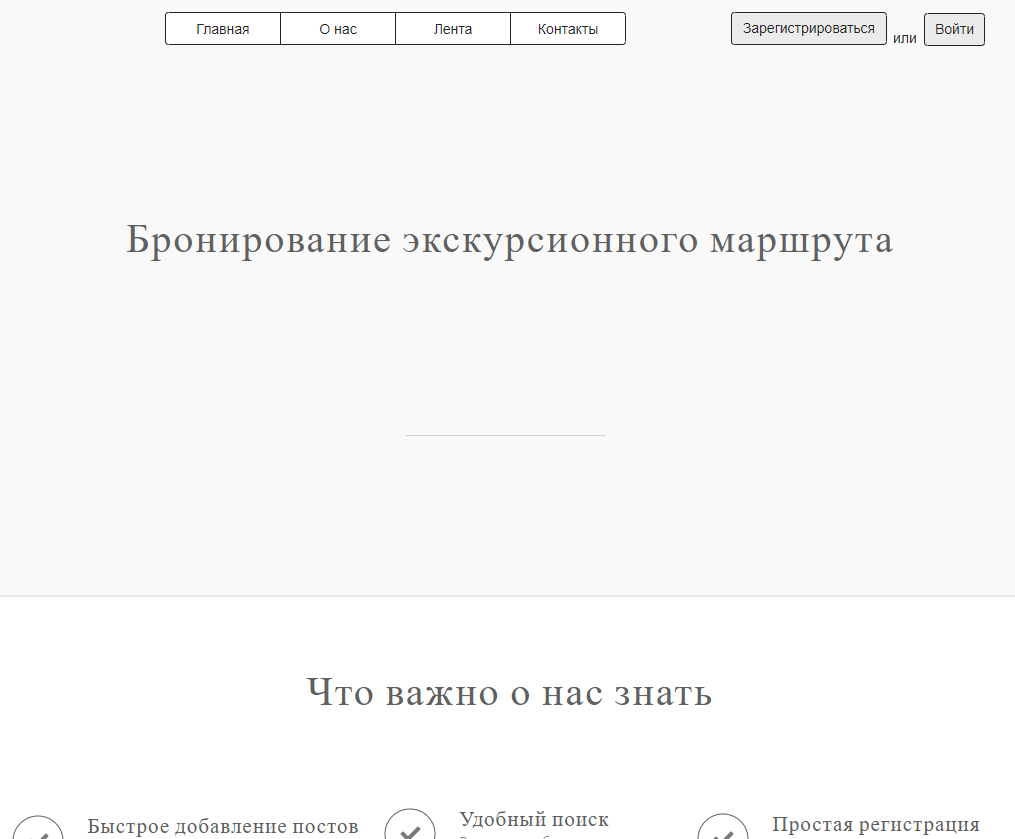 Главная О нас Лента Контакты Зарегистрироваться или Войти
Бронирование экскурсионного маршрута
Что важно о нас знать
Быстрое добавление постов Удобный поиск Простая регистрация